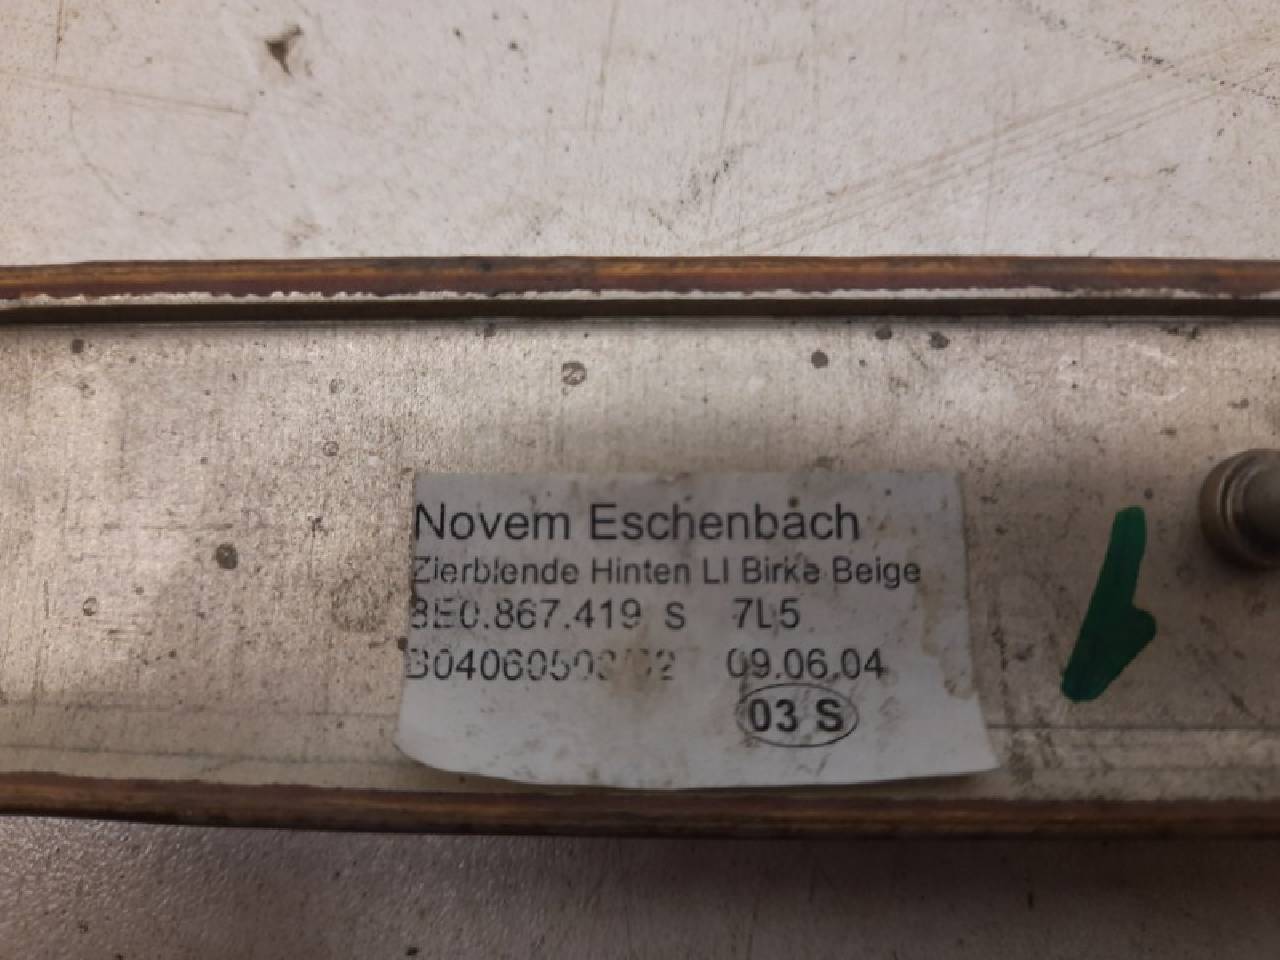 Novem Eschenbach
Zierblende Hinten LI Birke Beige
8E0.867.419 S 7L5
09.06.04
03 S